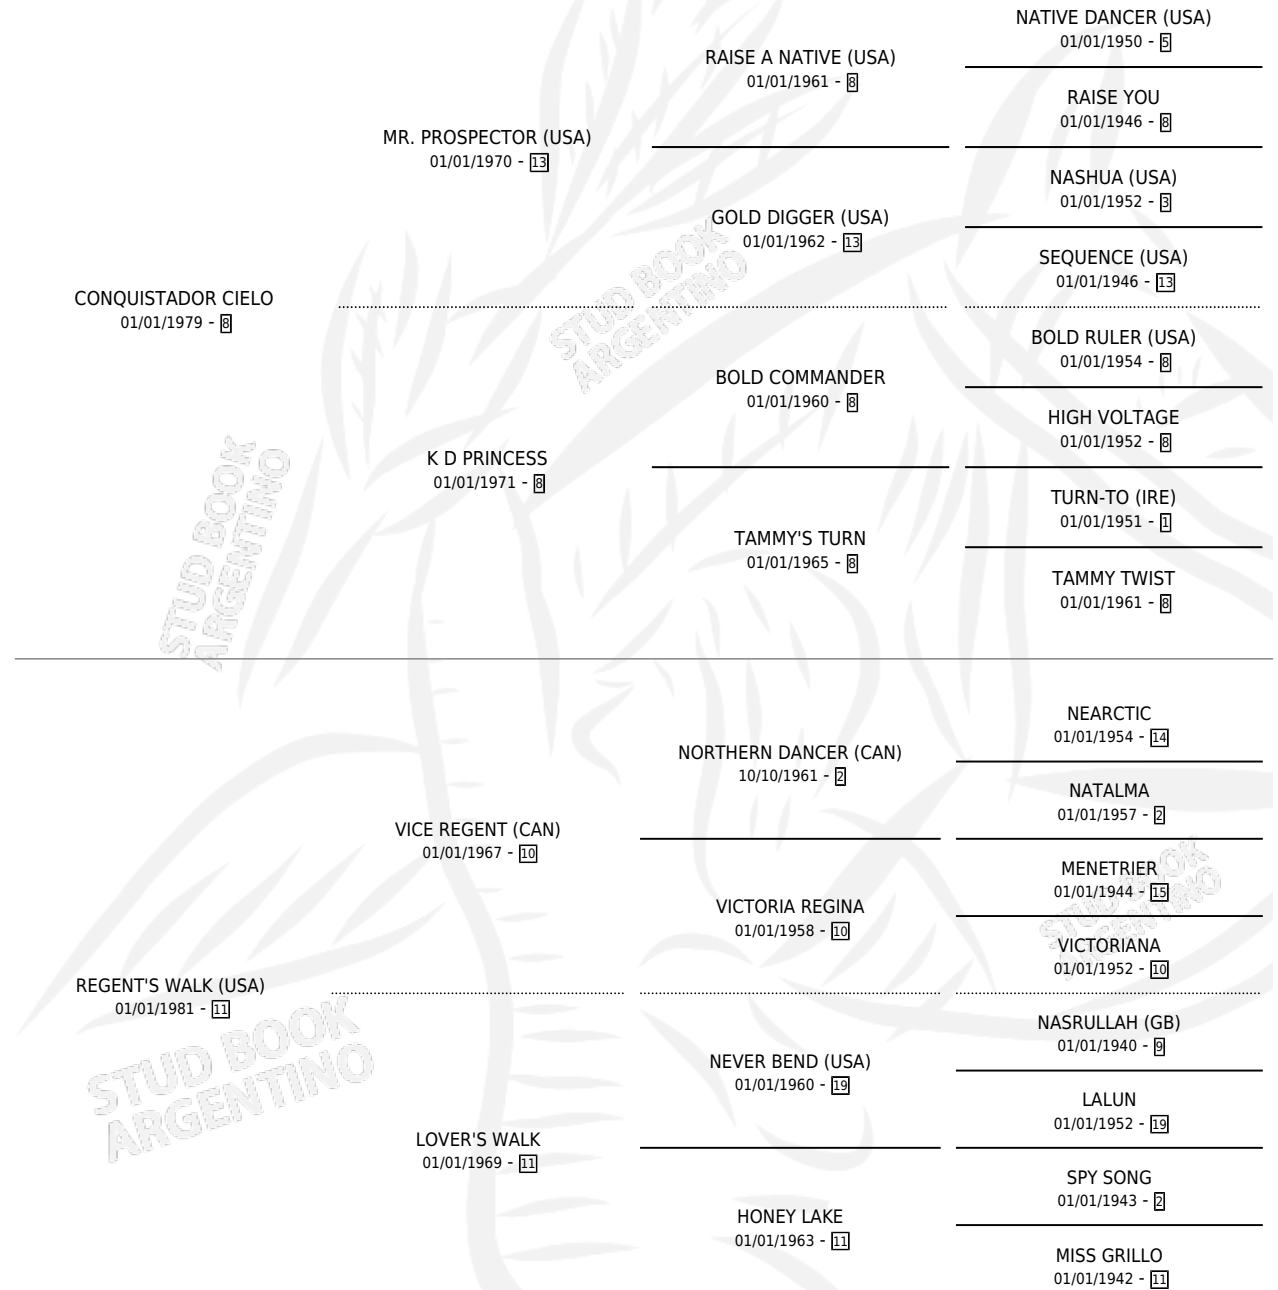 NATIVE DANCER (USA)
01/01/1950 - 5
RAISE A NATIVE (USA)
01/01/1961 - 8
RAISE YOU
01/01/1946 - 8
MR. PROSPECTOR (USA)
01/01/1970 - 13
NASHUA (USA)
01/01/1952 - 3
GOLD DIGGER (USA)
01/01/1962 - 13
SEQUENCE (USA)
01/01/1946 - 13
STUD BOOK
ARGENTINO
CONQUISTADOR CIELO
01/01/1979 - 8
BOLD RULER (USA)
01/01/1954 - 8
BOLD COMMANDER
01/01/1960 - 8
HIGH VOLTAGE
01/01/1952 - 8
K D PRINCESS
01/01/1971 - 8
TURN-TO (IRE)
01/01/1951 - 1
TAMMY'S TURN
01/01/1965 - 8
TAMMY TWIST
01/01/1961 - 8
STUD BOOK
ARGENTINO
NEARCTIC
01/01/1954 - 14
NORTHERN DANCER (CAN)
10/10/1961 - 2
NATALMA
01/01/1957 - 2
VICE REGENT (CAN)
01/01/1967 - 10
MENETRIER
01/01/1944 - 15
VICTORIA REGINA
01/01/1958 - 10
VICTORIANA
01/01/1952 - 10
STUD BOOK
ARGENTINO
REGENT'S WALK (USA)
01/01/1981 - 11
NASRULLAH (GB)
01/01/1940 - 9
NEVER BEND (USA)
01/01/1960 - 19
LALUN
01/01/1952 - 19
STUD BOOK
ARGENTINO
LOVER'S WALK
01/01/1969 - 11
SPY SONG
01/01/1943 - 2
HONEY LAKE
01/01/1963 - 11
MISS GRILLO
01/01/1942 - 11